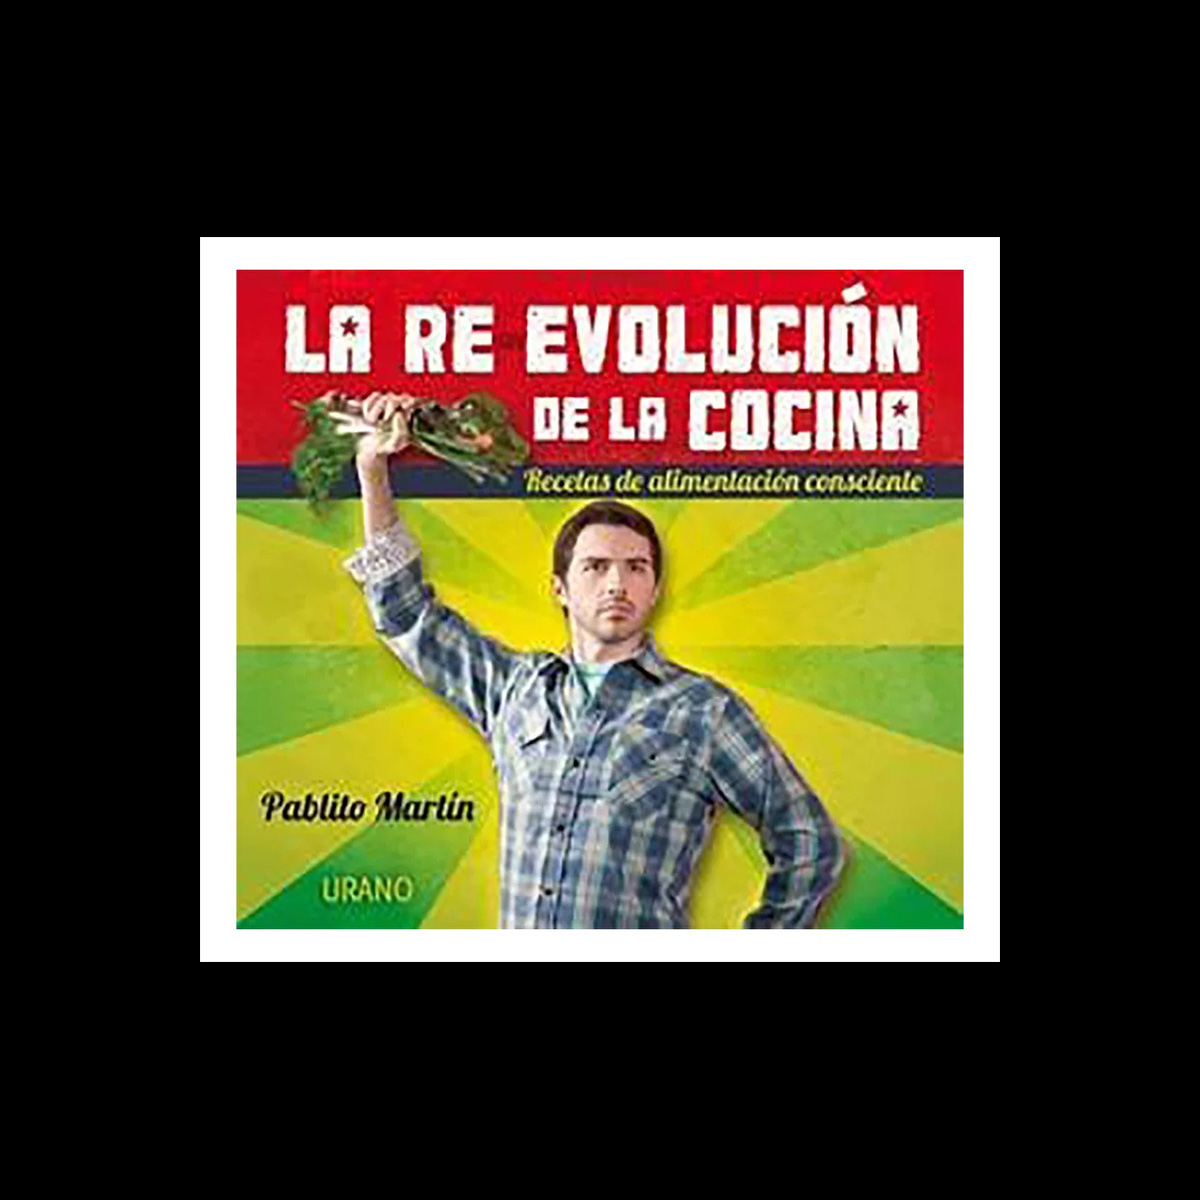 LA RE EVOLUCIÓN
DE LA COCINA
Recetas de alimentación consciente
Pablito Martín
URANO